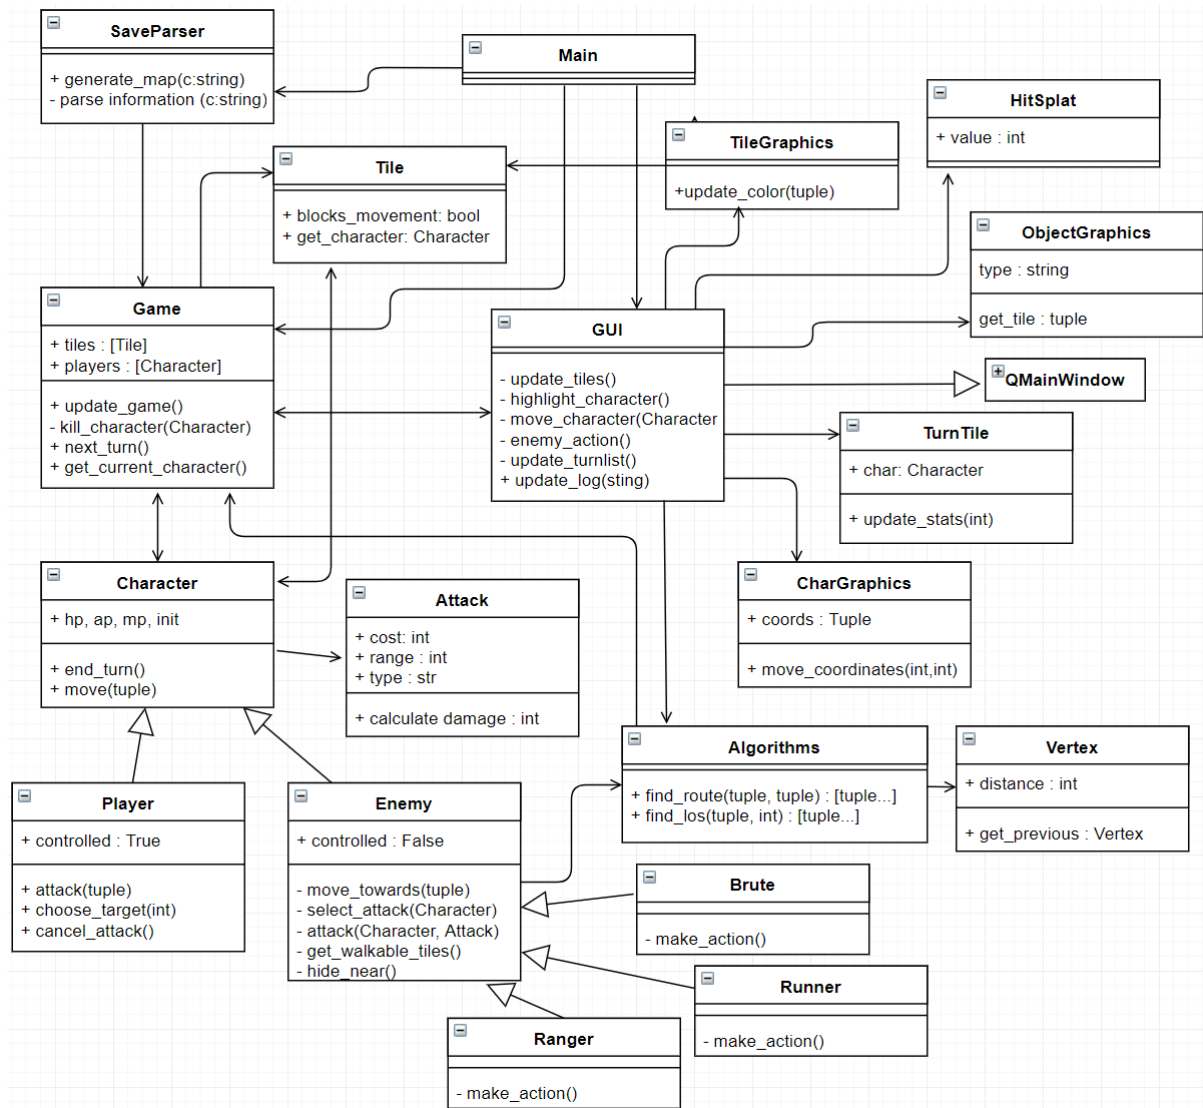 SaveParser
+ generate_map(c:string)
- parse information (c:string)
Main
HitSplat
+ value : int
TileGraphics
+update_color(tuple)
Tile
+ blocks_movement: bool
+ get_character: Character
ObjectGraphics
type : string
get_tile : tuple
Game
+ tiles : [Tile]
+ players : [Character]
+ update_game()
- kill_character(Character)
+ next_turn()
+ get_current_character()
GUI
- update_tiles()
- highlight_character()
- move_character(Character
- enemy_action()
- update_turnlist()
+ update_log(sting)
QMainWindow
TurnTile
+ char: Character
+ update_stats(int)
Character
+ hp, ap, mp, init
+ end_turn()
+ move(tuple)
Attack
+ cost: int
+ range : int
+ type : str
+ calculate damage : int
CharGraphics
+ coords : Tuple
+ move_coordinates(int,int)
Algorithms
+ find_route(tuple, tuple) : [tuple...]
+ find_los(tuple, int) : [tuple...]
Vertex
+ distance : int
+ get_previous : Vertex
Player
+ controlled : True
+ attack(tuple)
+ choose_target(int)
+ cancel_attack()
Enemy
+ controlled : False
- move_towards(tuple)
- select_attack(Character)
- attack(Character, Attack)
- get_walkable_tiles()
- hide_near()
Brute
- make_action()
Runner
- make_action()
Ranger
- make_action()